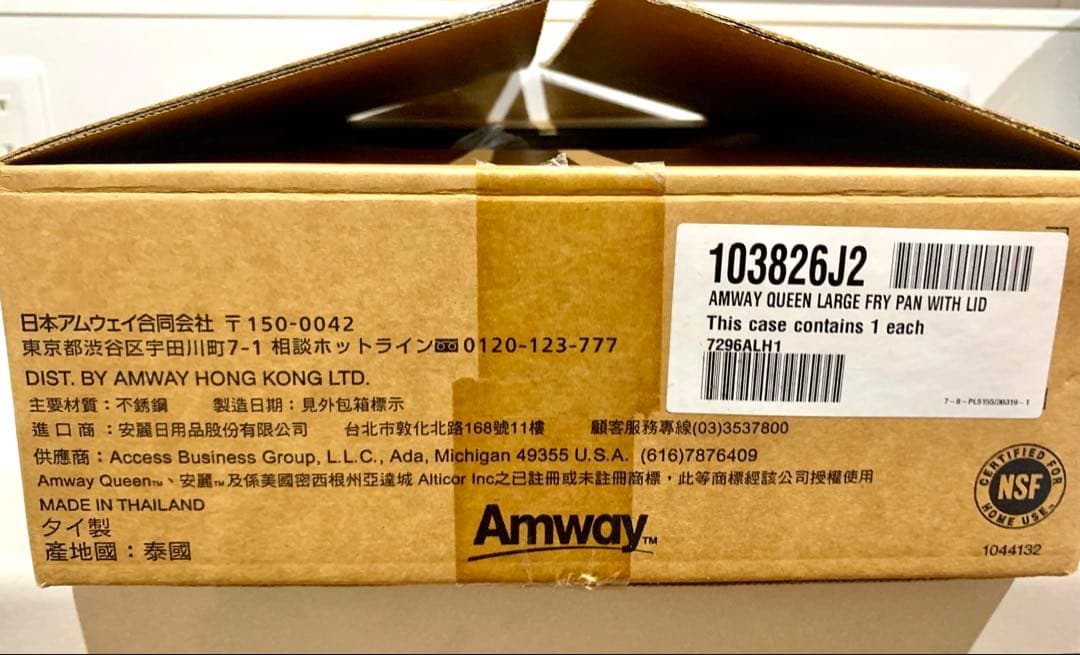 103826J2
AMWAY QUEEN LARGE FRY PAN WITH LID
This case contains 1 each
7296ALH1
日本アムウェイ合同会社 〒150-0042
東京都渋谷区宇田川町7-1 相談ホットライン 0120-123-777
DIST. BY AMWAY HONG KONG LTD.
主要材質：不銹鋼 製造日期：見外包箱標示
進口商：安麗日用品股份有限公司 台北市敦化北路168號11樓 顧客服務專線(03)3537800
供應商：Access Business Group, L.L.C., Ada, Michigan 49355 U.S.A. (616)7876409
Amway Queen™、安麗™及係美國密西根州亞達城 Alticor Inc之已註冊或未註冊商標，此等商標經該公司授權使用
MADE IN THAILAND
タイ製
產地國：泰國
Amway™
CERTIFIED FOR
NSF
HOME USE
1044132